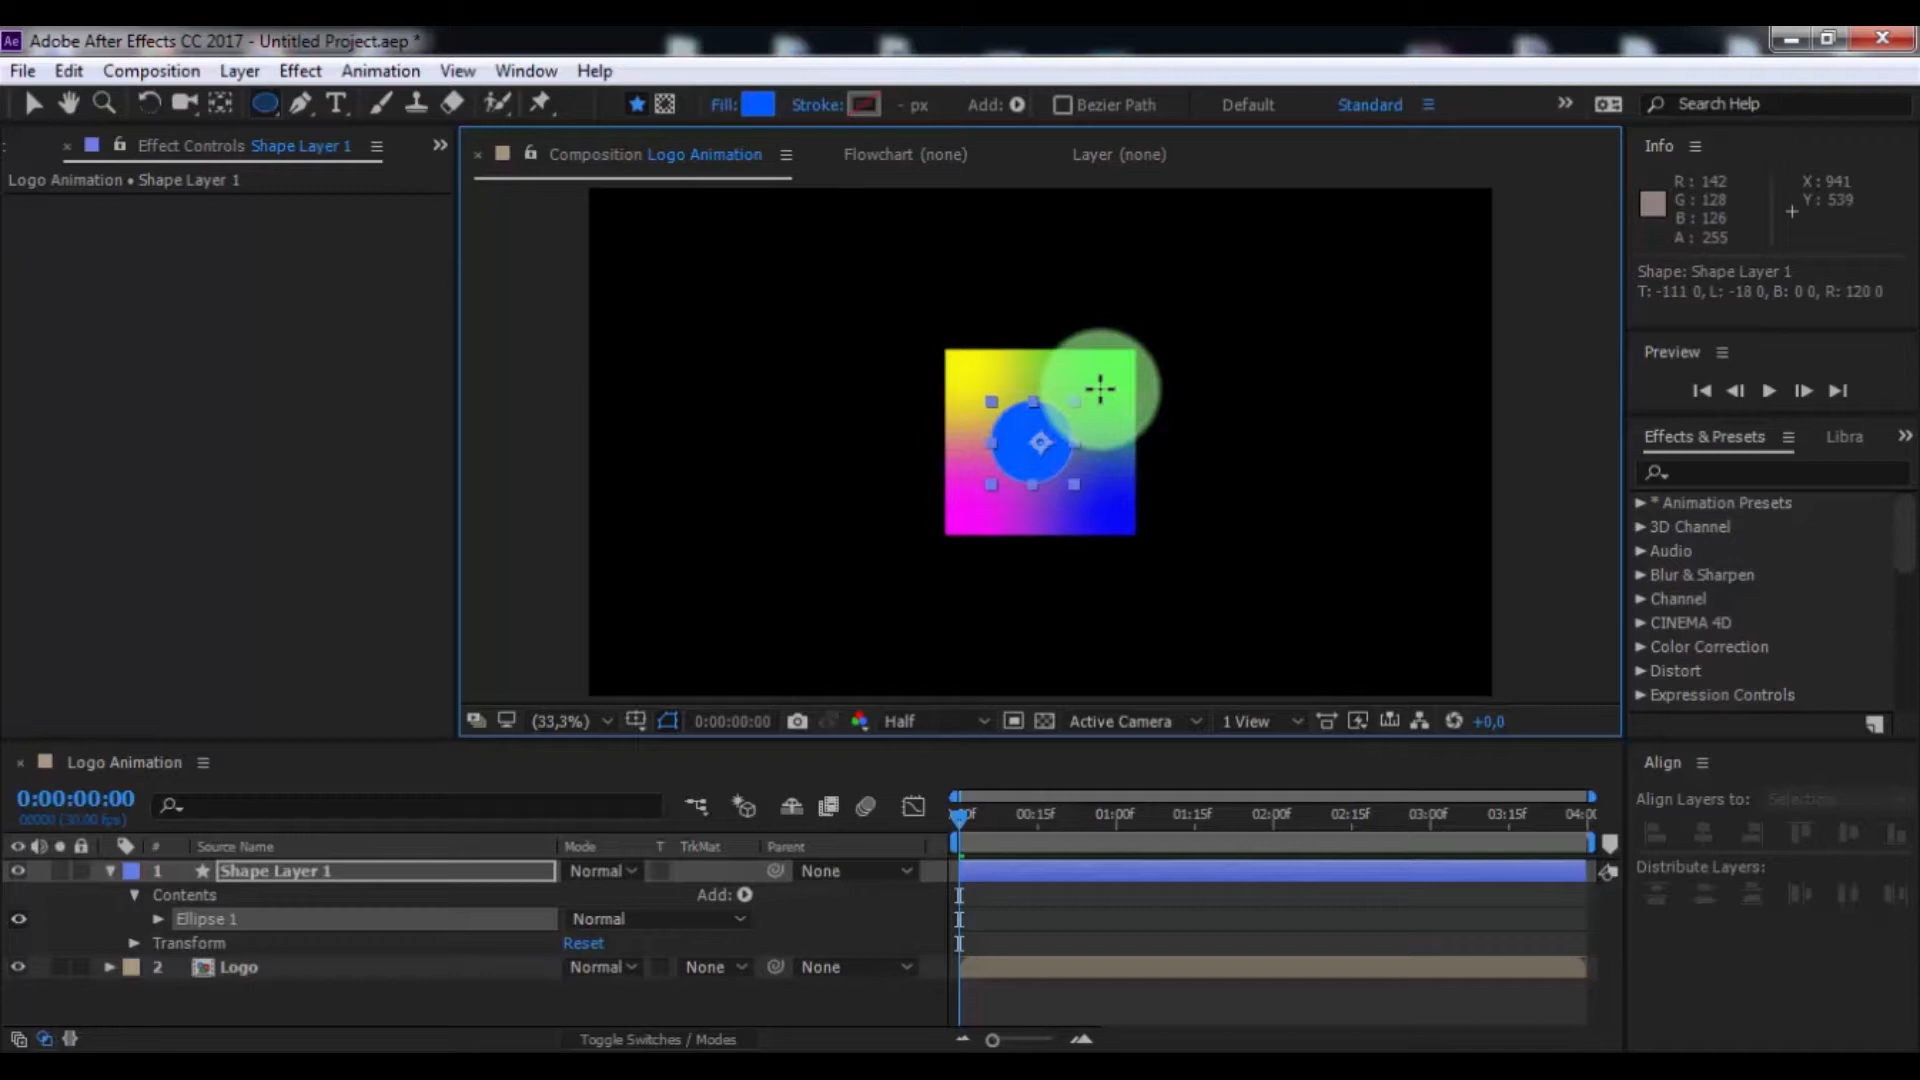 Adobe After Effects CC 2017 - Untitled Project.aep *
File Edit Composition Layer Effect Animation View Window Help
Fill: Stroke: - px Add: Bezier Path Default Standard Search Help
Effect Controls Shape Layer 1
Logo Animation • Shape Layer 1
Composition Logo Animation Flowchart (none) Layer (none)
Info
R: 142
G: 128
B: 126
A: 255
X: 941
Y: 539
Shape: Shape Layer 1
T: -111 0, L: -18 0, B: 0 0, R: 120 0
Preview
Effects & Presets Libra
* Animation Presets
3D Channel
Audio
Blur & Sharpen
Channel
CINEMA 4D
Color Correction
Distort
Expression Controls
(33,3%) 0:00:00:00 Half Active Camera 1 View +0,0
Logo Animation
0:00:00:00
00000 (30.00 fps)
00:15f 01:00f 01:15f 02:00f 02:15f 03:00f 03:15f 04:0
# Source Name Mode T TrkMat Parent
1 Shape Layer 1 Normal None
Contents Add:
Ellipse 1 Normal
Transform Reset
2 Logo Normal None None
Toggle Switches / Modes
Align
Align Layers to: Selection
Distribute Layers: